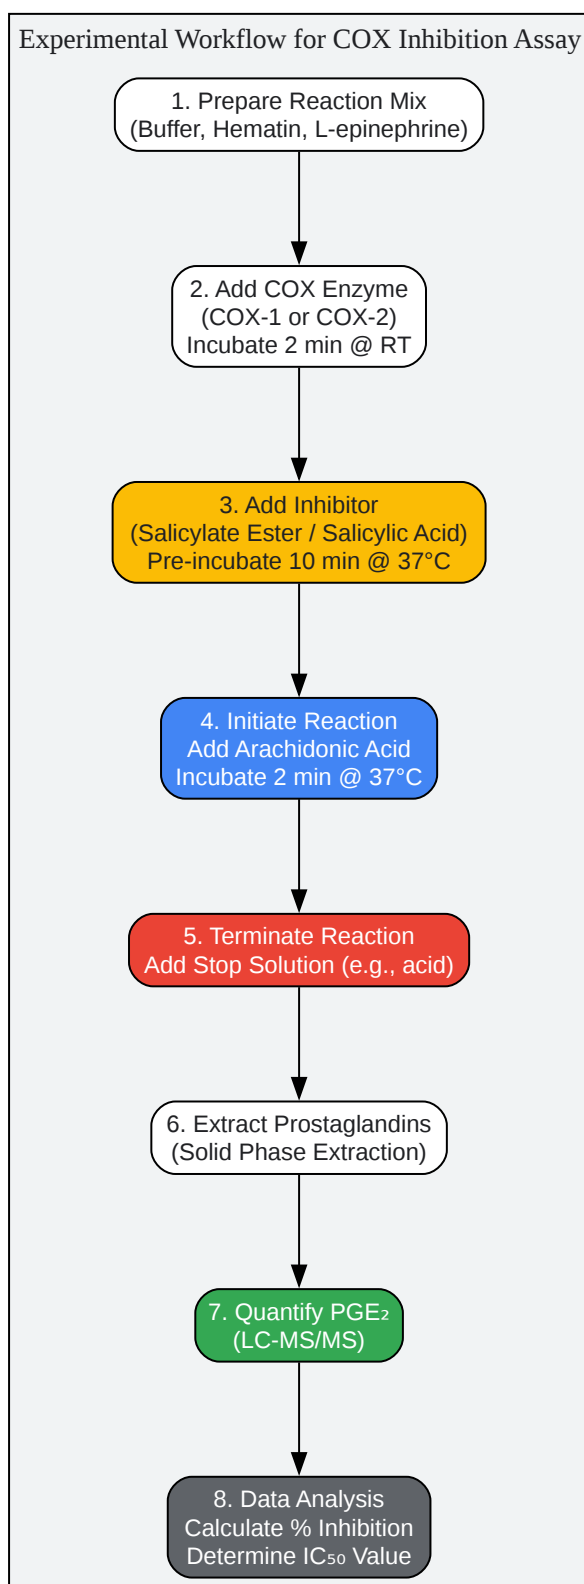 Experimental Workflow for COX Inhibition Assay
1. Prepare Reaction Mix
(Buffer, Hematin, L-epinephrine)
2. Add COX Enzyme
(COX-1 or COX-2)
Incubate 2 min @ RT
3. Add Inhibitor
(Salicylate Ester / Salicylic Acid)
Pre-incubate 10 min @ 37°C
4. Initiate Reaction
Add Arachidonic Acid
Incubate 2 min @ 37°C
5. Terminate Reaction
Add Stop Solution (e.g., acid)
6. Extract Prostaglandins
(Solid Phase Extraction)
7. Quantify PGE₂
(LC-MS/MS)
8. Data Analysis
Calculate % Inhibition
Determine IC₅₀ Value